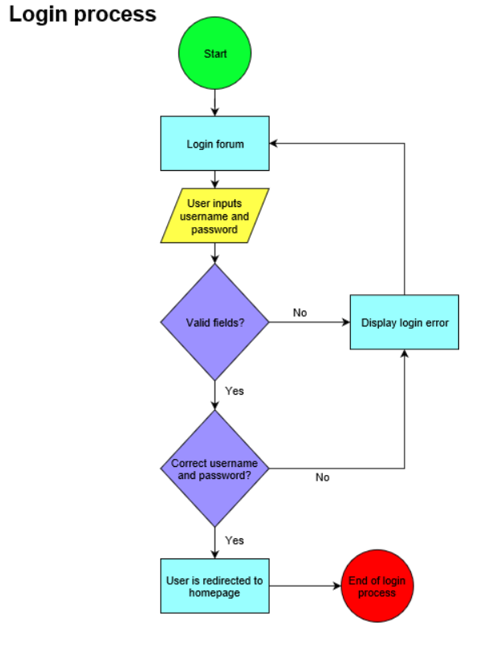 Login process
Start
Login forum
User inputs
username and
password
Valid fields?
No
Display login error
Yes
Correct username
and password?
No
Yes
User is redirected to
homepage
End of login
process